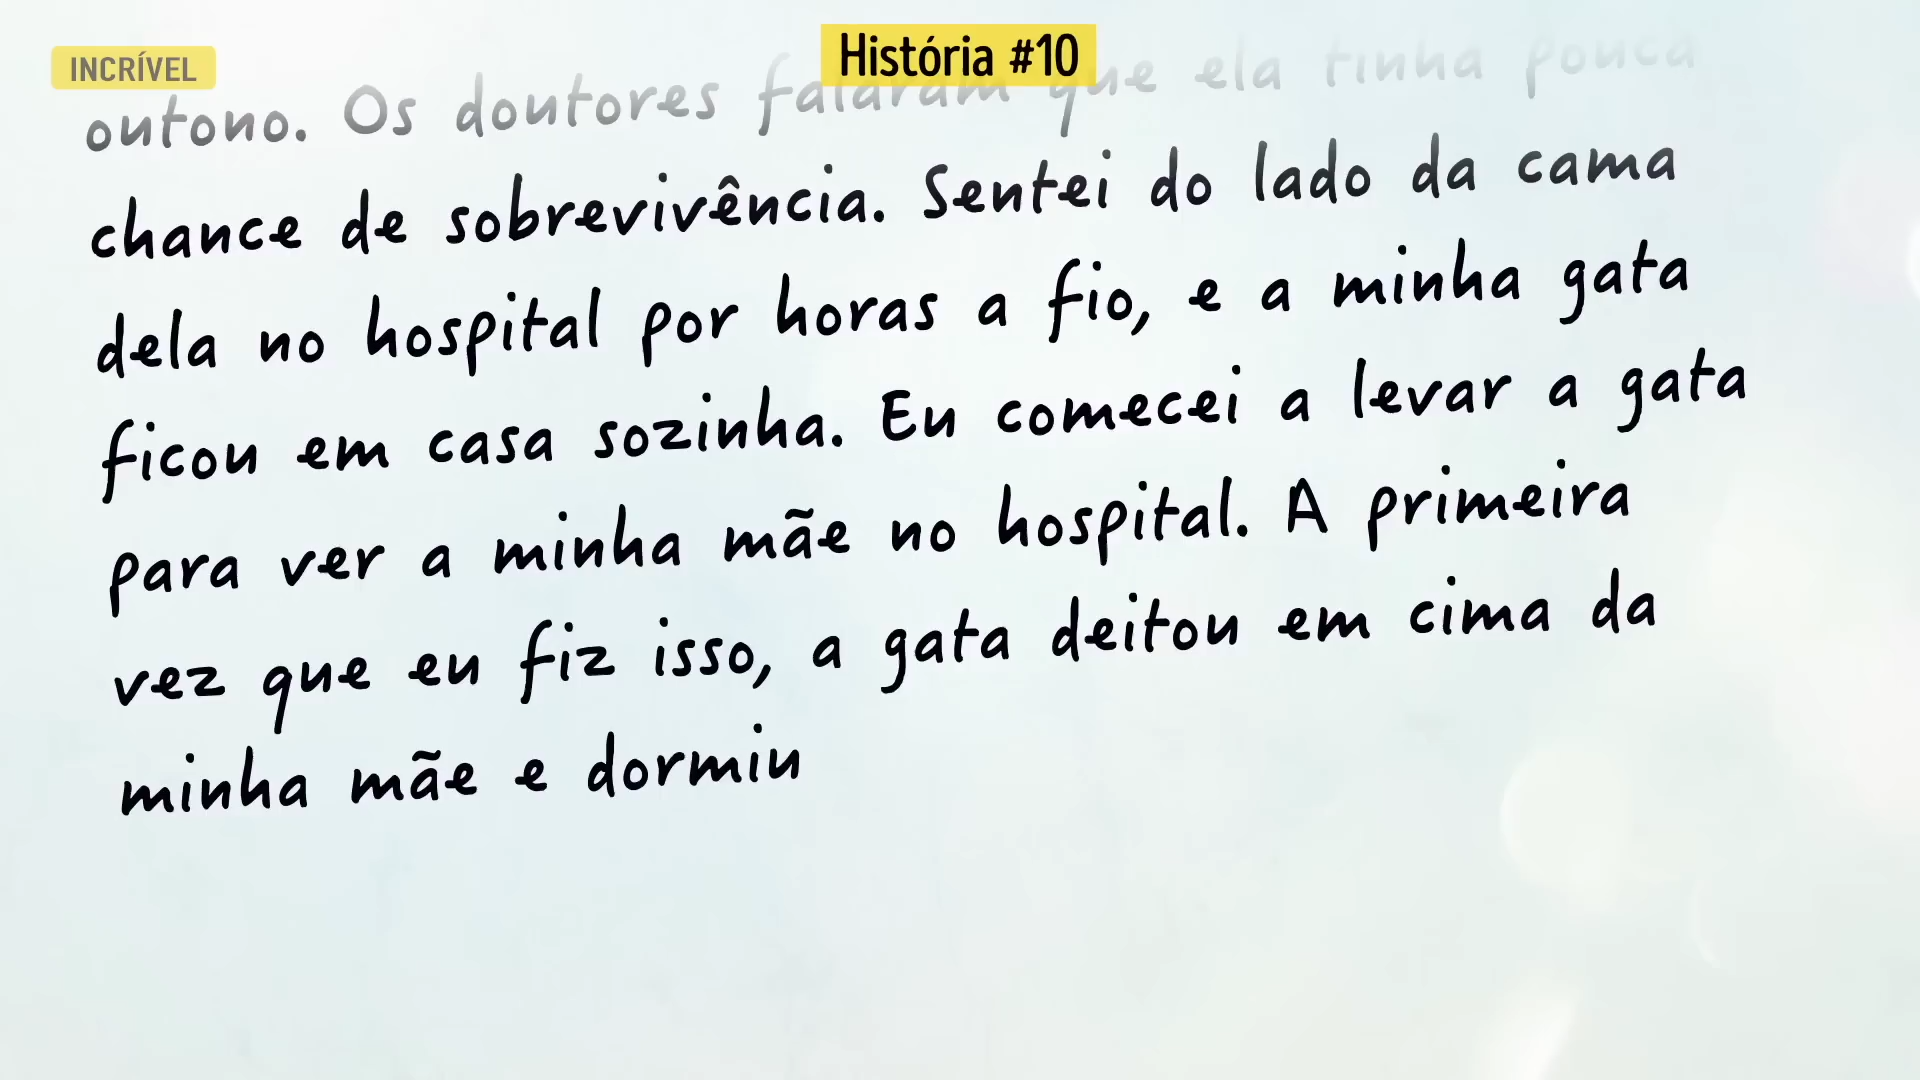 INCRÍVEL
História #10
outono. Os doutores falaram que ela tinha pouca
chance de sobrevivência. Sentei do lado da cama
dela no hospital por horas a fio, e a minha gata
ficou em casa sozinha. Eu comecei a levar a gata
para ver a minha mãe no hospital. A primeira
vez que eu fiz isso, a gata deitou em cima da
minha mãe e dormiu